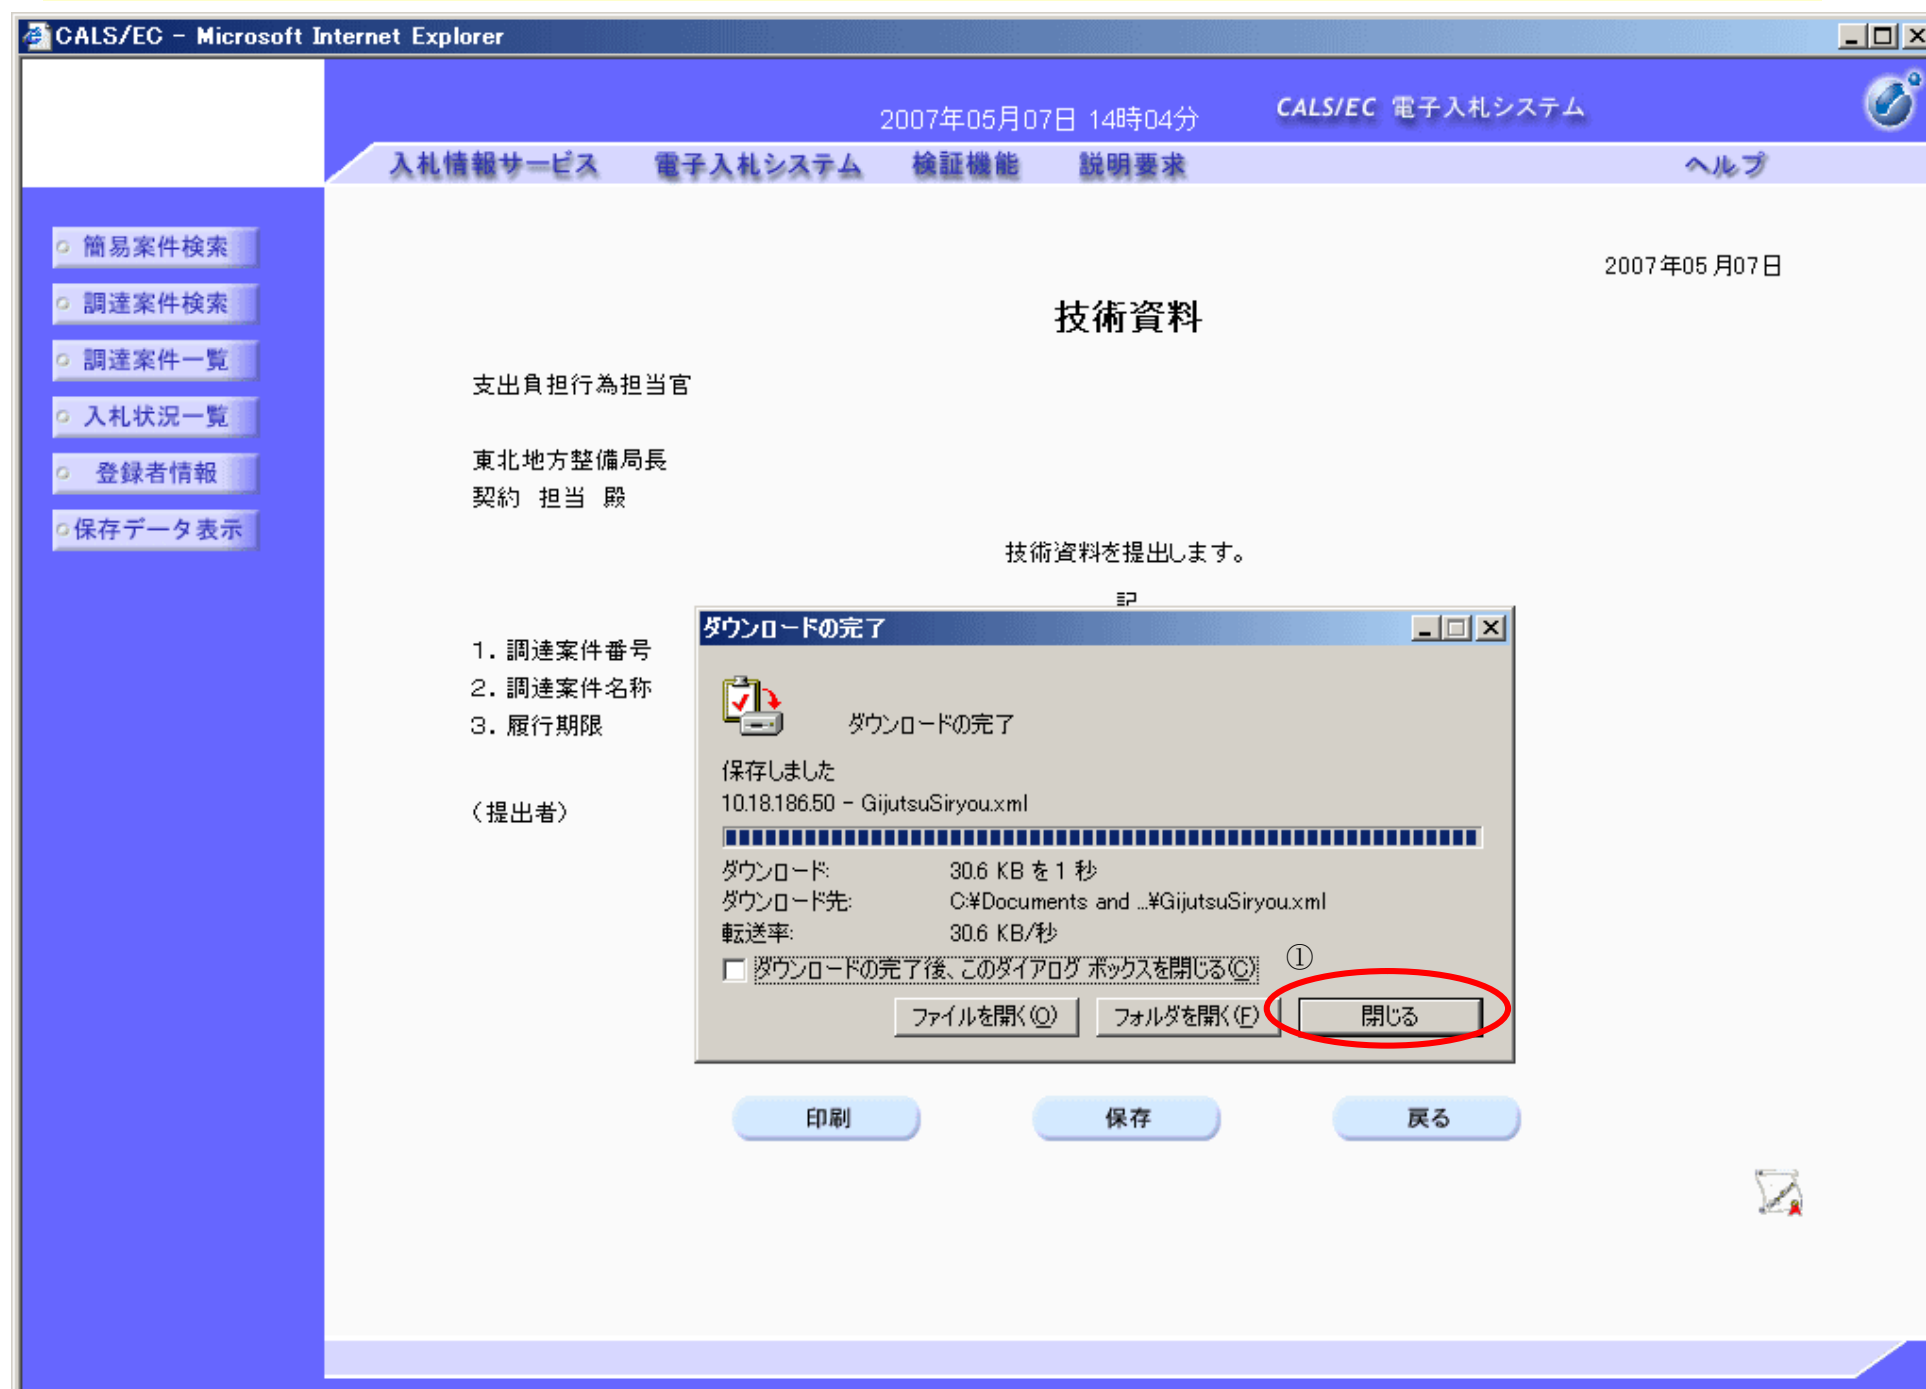 CALS/EC - Microsoft Internet Explorer
2007年05月07日 14時04分
CALS/EC 電子入札システム
入札情報サービス 電子入札システム 検証機能 説明要求 ヘルプ
簡易案件検索
調達案件検索
調達案件一覧
入札状況一覧
登録者情報
保存データ表示
2007年05月07日
技術資料
支出負担行為担当官
東北地方整備局長
契約 担当 殿
技術資料を提出します。
記
1. 調達案件番号
2. 調達案件名称
3. 履行期限
(提出者)
ダウンロードの完了
ダウンロードの完了
保存しました
10.18.186.50 - GijutsuSiryou.xml
ダウンロード: 30.6 KB を 1 秒
ダウンロード先: C:¥Documents and ...¥GijutsuSiryou.xml
転送率: 30.6 KB/秒
ダウンロードの完了後、このダイアログ ボックスを閉じる(C)
①
ファイルを開く(O) フォルダを開く(F) 閉じる
印刷 保存 戻る